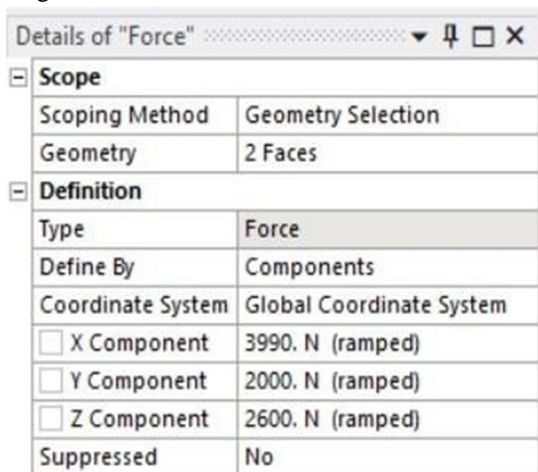 Details of "Force"
Scope
Scoping Method Geometry Selection
Geometry 2 Faces
Definition
Type Force
Define By Components
Coordinate System Global Coordinate System
X Component 3990. N (ramped)
Y Component 2000. N (ramped)
Z Component 2600. N (ramped)
Suppressed No